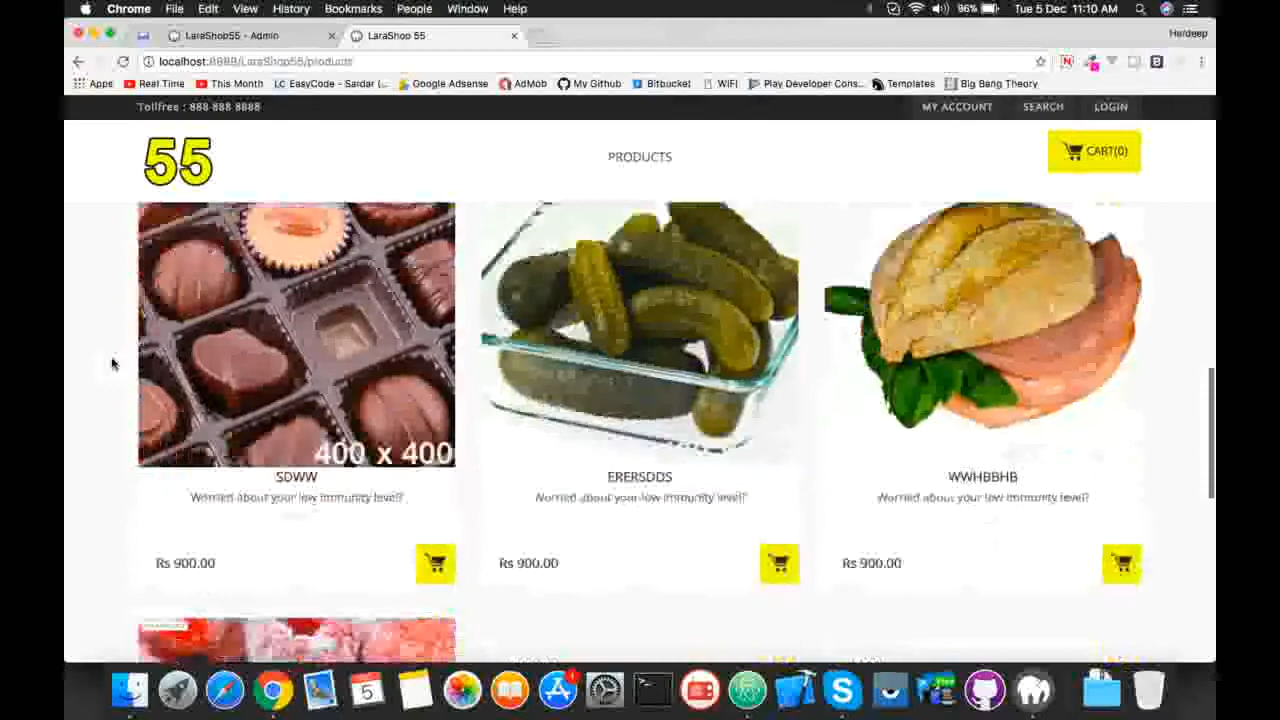 Chrome File Edit View History Bookmarks People Window Help 96% Tue 5 Dec 11:10 AM
LaraShop55 - Admin LaraShop 55 Hardeep
localhost:8888/LaraShop55/products
Apps Real Time This Month EasyCode - Sardar (... Google Adsense AdMob My Github Bitbucket WIFI Play Developer Cons... Templates Big Bang Theory
Tollfree : 888 888 8888 MY ACCOUNT SEARCH LOGIN
55 PRODUCTS CART(0)
400 x 400
SDWW ERERSDDS WWHBBHB
Worried about your low immunity level? Worried about your low immunity level? Worried about your low immunity level?
Rs 900.00 Rs 900.00 Rs 900.00